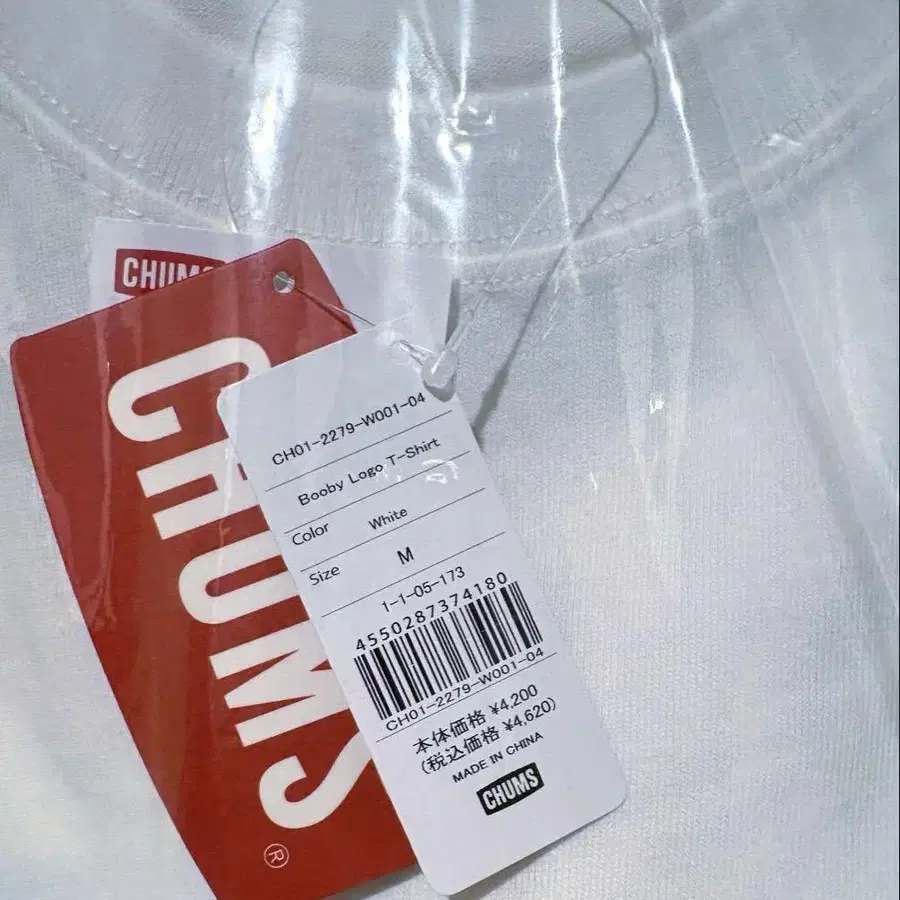 CHUMS
CHUMS
®
CH01-2279-W001-04
Booby Logo T-Shirt
Color White
Size M
1-1-05-173
4550287374180
CH01-2279-W001-04
本体価格 ¥4,200
(税込価格 ¥4,620)
MADE IN CHINA
CHUMS